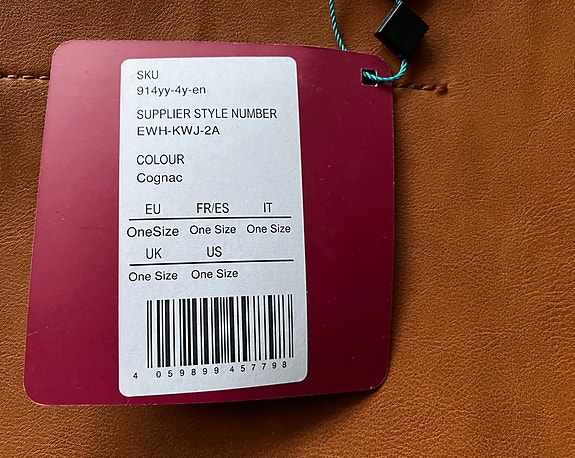 SKU
914yy-4y-en
SUPPLIER STYLE NUMBER
EWH-KWJ-2A
COLOUR
Cognac
EU FR/ES IT
OneSize One Size One Size
UK US
One Size One Size
4 059899 457798